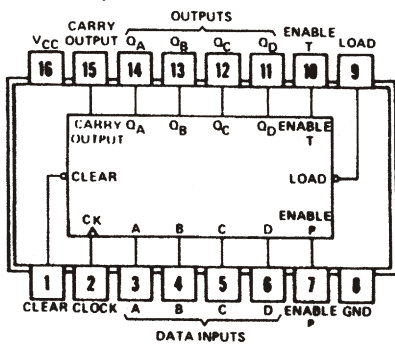 OUTPUTS
CARRY ENABLE
VCC OUTPUT QA QB QC QD T LOAD
16 15 14 13 12 11 10 9
CARRY QA QB QC QD ENABLE
OUTPUT T
CLEAR LOAD
CK ENABLE
A B C D P
1 2 3 4 5 6 7 8
CLEAR CLOCK A B C D ENABLE GND
P
DATA INPUTS